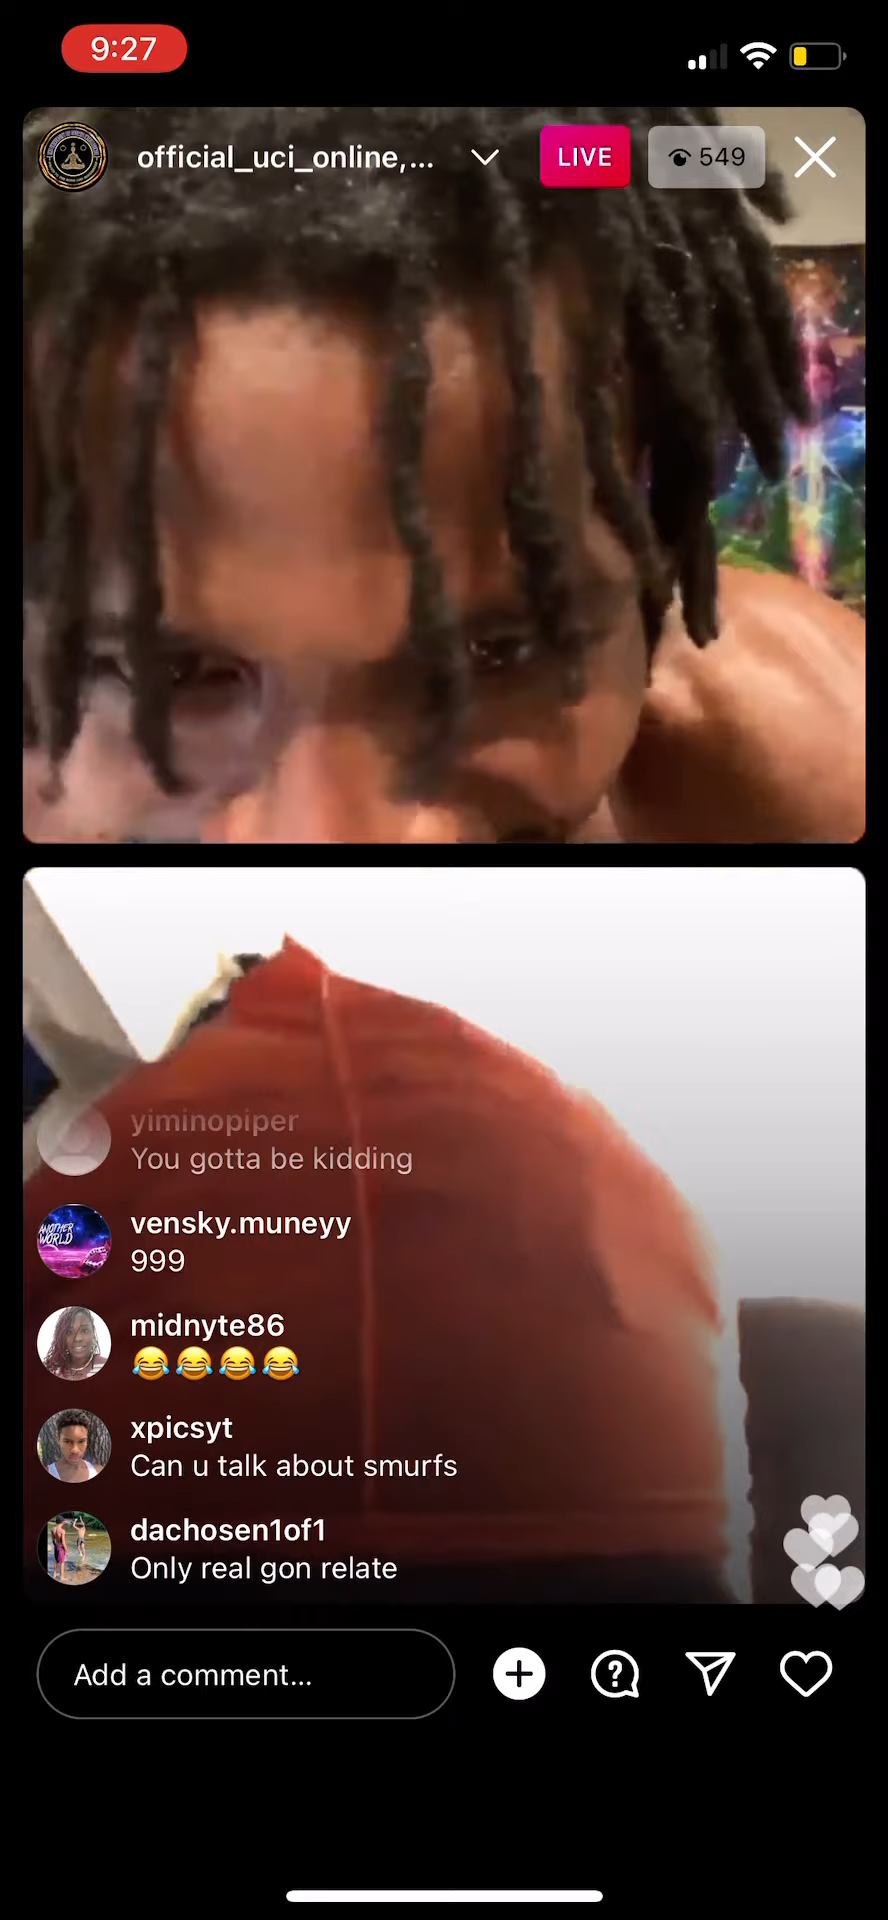 9:27
official_uci_online,...
LIVE
549
yiminopiper
You gotta be kidding
vensky.muneyy
999
midnyte86
😂😂😂😂
xpicsyt
Can u talk about smurfs
dachosen1of1
Only real gon relate
Add a comment...